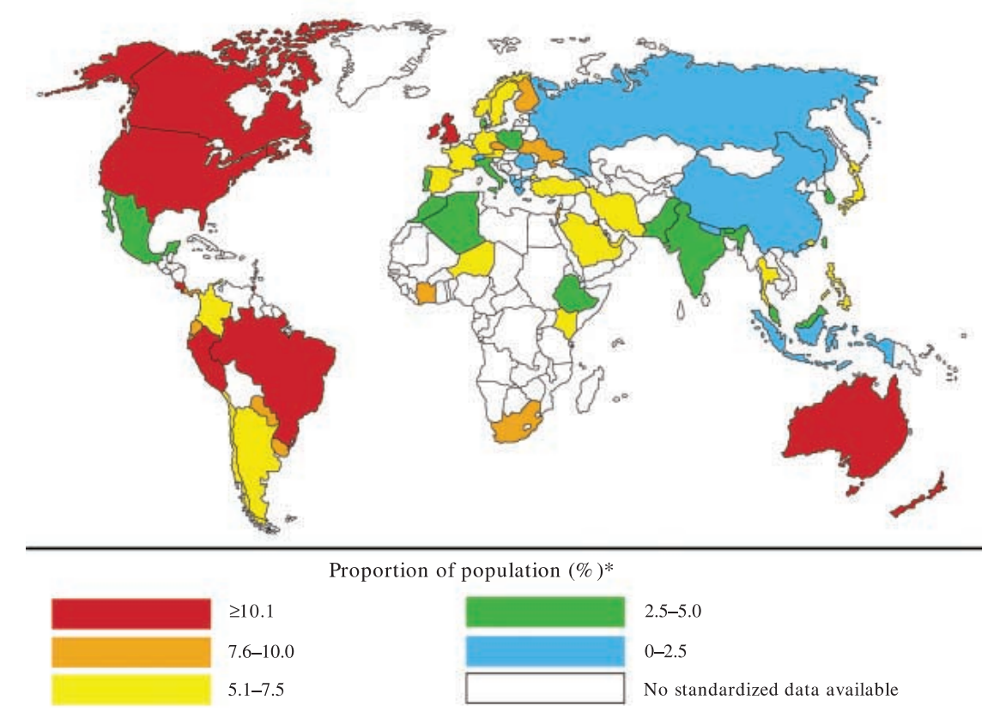 Proportion of population (%)*
≥10.1
7.6–10.0
5.1–7.5
2.5–5.0
0–2.5
No standardized data available